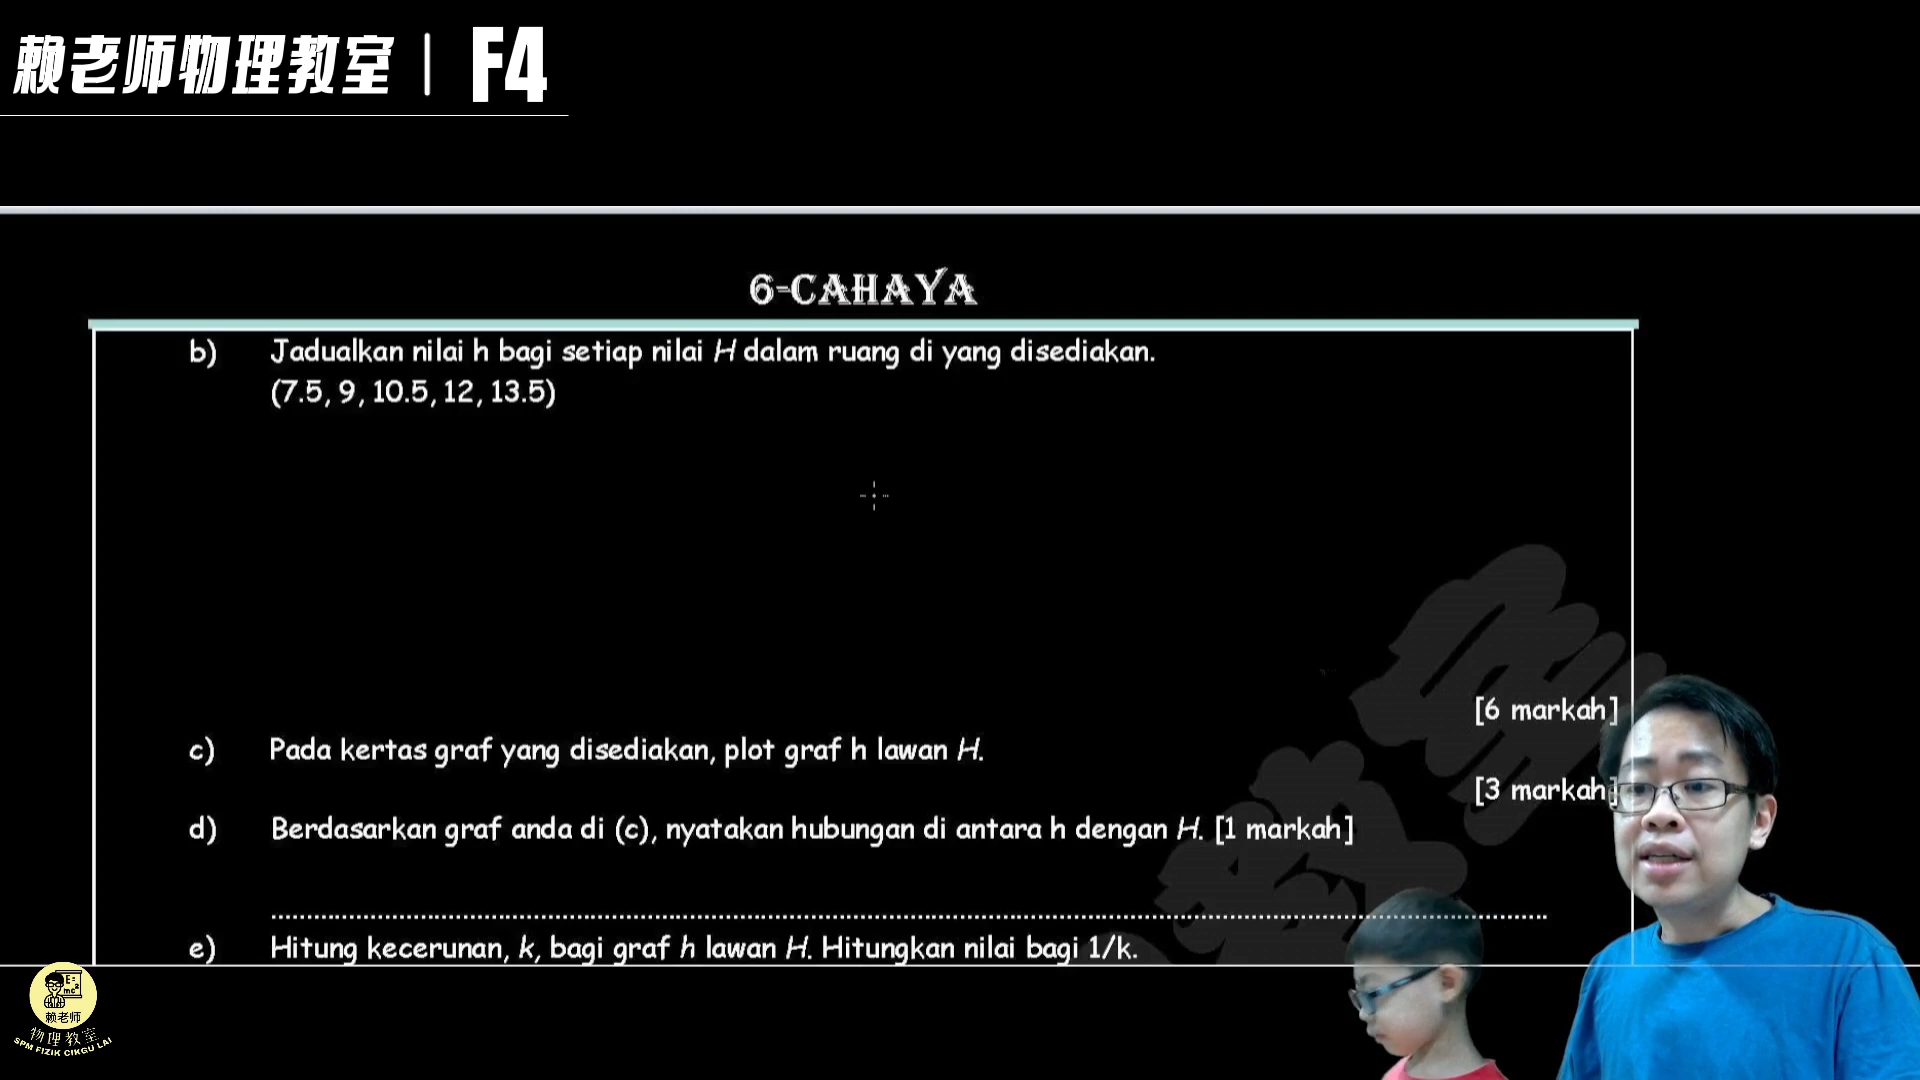 赖老师物理教室 | F4
6-CAHAYA
b) Jadualkan nilai h bagi setiap nilai H dalam ruang di yang disediakan.
(7.5, 9, 10.5, 12, 13.5)
[6 markah]
c) Pada kertas graf yang disediakan, plot graf h lawan H.
[3 markah]
d) Berdasarkan graf anda di (c), nyatakan hubungan di antara h dengan H. [1 markah]
e) Hitung kecerunan, k, bagi graf h lawan H. Hitungkan nilai bagi 1/k.
E=
mc²
赖老师
物理教室
SPM FIZIK CIKGU LAI